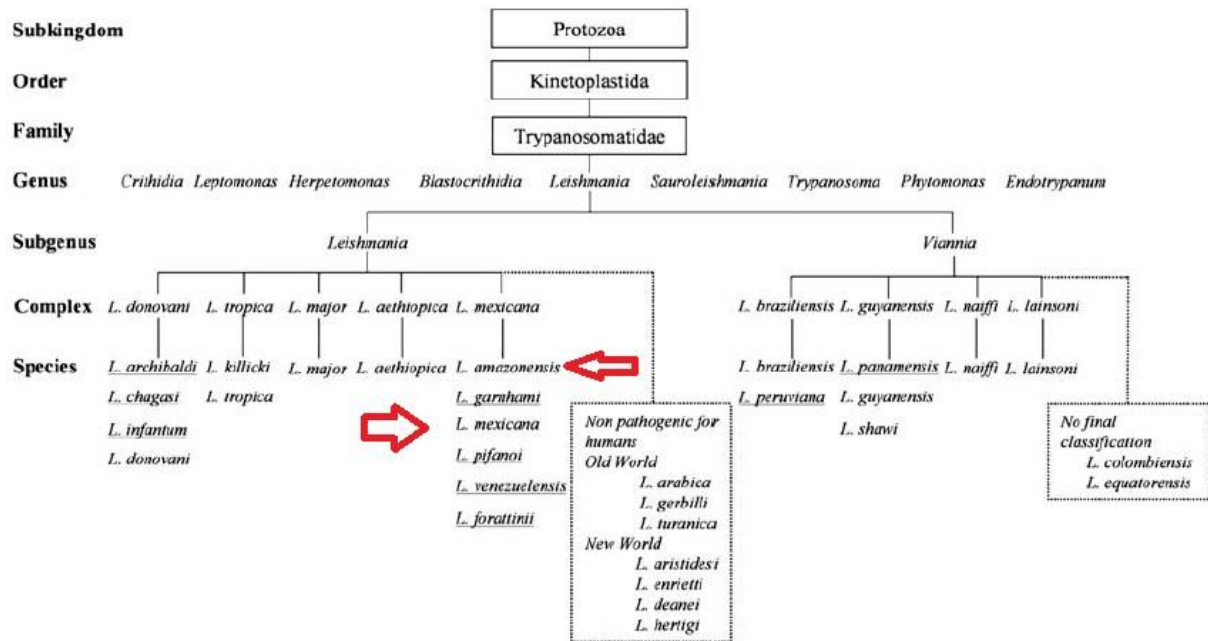 Subkingdom Protozoa
Order Kinetoplastida
Family Trypanosomatidae
Genus Crithidia Leptomonas Herpetomonas Blastocrithidia Leishmania Sauroleishmania Trypanosoma Phytomonas Endotrypanum
Subgenus Leishmania Viannia
Complex L. donovani L. tropica L. major L. aethiopica L. mexicana L. braziliensis L. guyanensis L. naiffi L. lainsoni
Species L. archibaldi L. killicki L. major L. aethiopica L. amazonensis L. braziliensis L. panamensis L. naiffi L. lainsoni
L. chagasi L. tropica L. garnhami L. peruviana L. guyanensis
L. infantum L. mexicana L. shawi
L. donovani L. pifanoi
L. venezuelensis
L. forattinii
Non pathogenic for
humans
Old World
L. arabica
L. gerbilli
L. turanica
New World
L. aristidesi
L. enrietti
L. deanei
L. hertigi
No final
classification
L. colombiensis
L. equatorensis